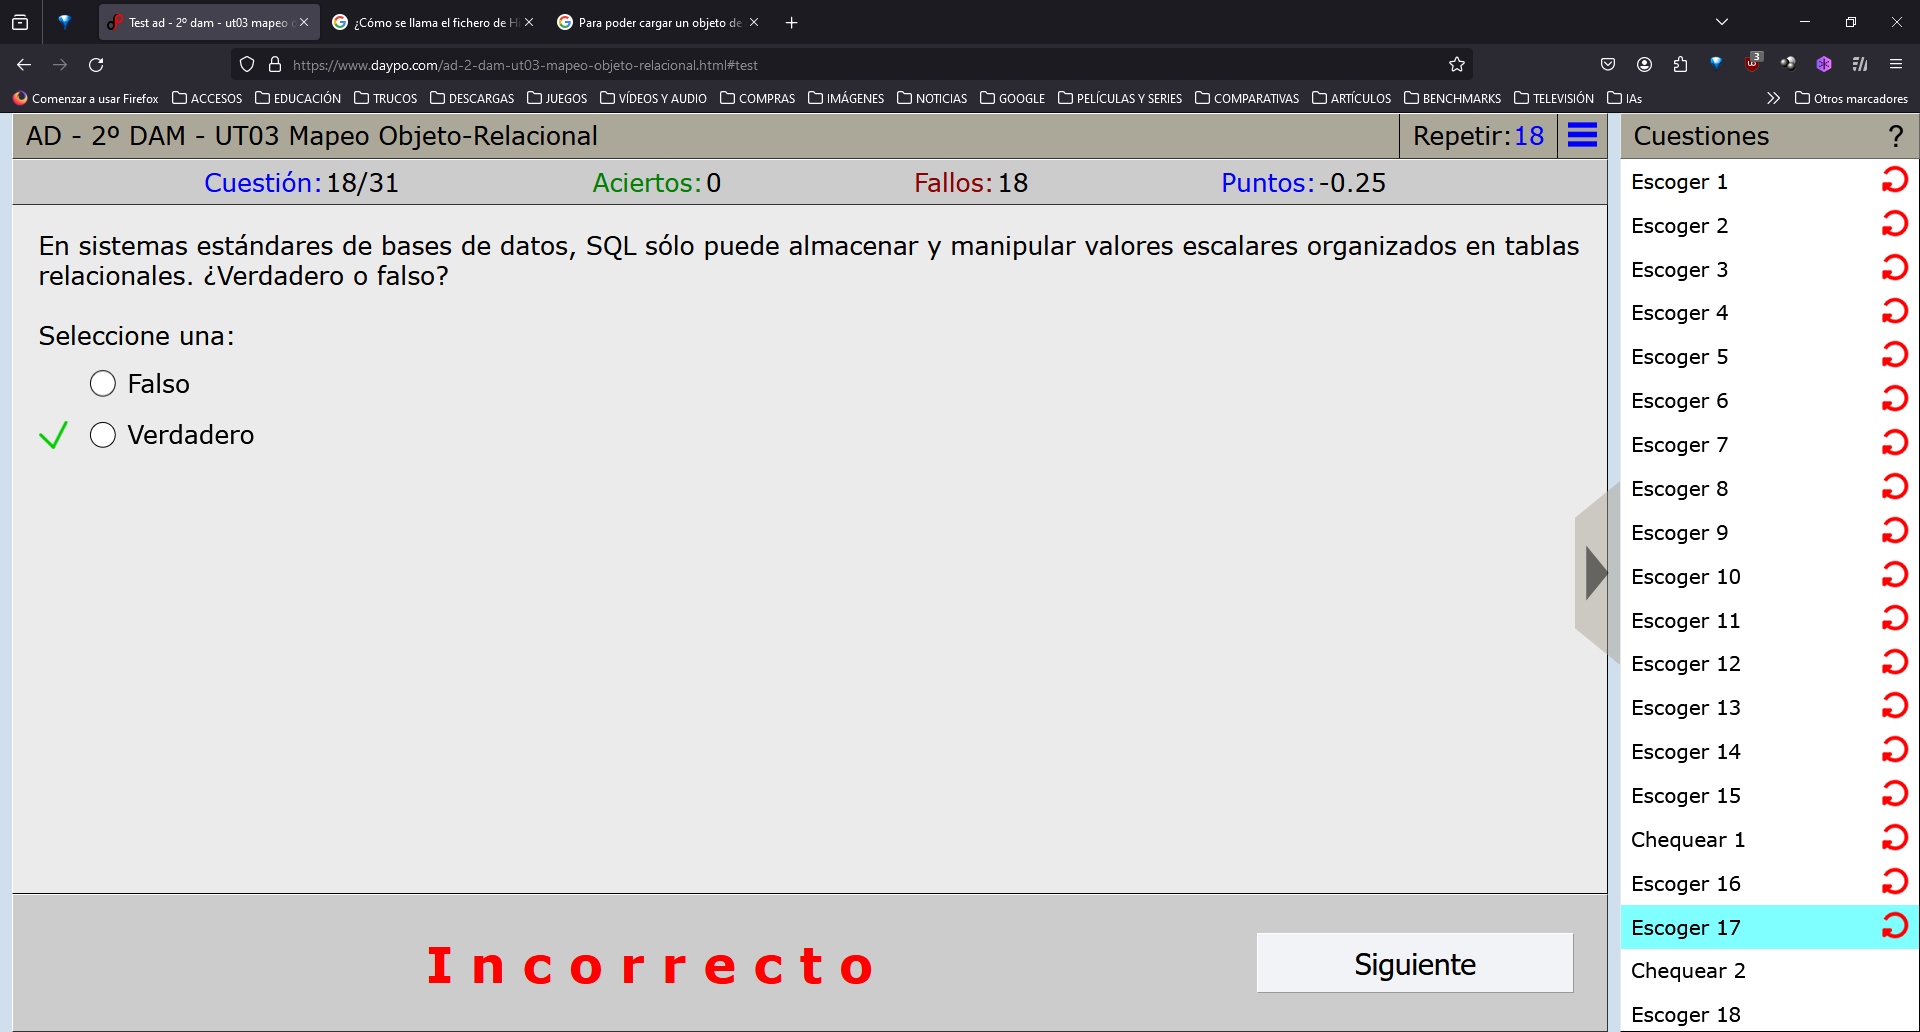 Test ad - 2º dam - ut03 mapeo
¿Cómo se llama el fichero de Hi
Para poder cargar un objeto de
https://www.daypo.com/ad-2-dam-ut03-mapeo-objeto-relacional.html#test
3
Comenzar a usar Firefox
ACCESOS
EDUCACIÓN
TRUCOS
DESCARGAS
JUEGOS
VÍDEOS Y AUDIO
COMPRAS
IMÁGENES
NOTICIAS
GOOGLE
PELÍCULAS Y SERIES
COMPARATIVAS
ARTÍCULOS
BENCHMARKS
TELEVISIÓN
IAs
Otros marcadores
AD - 2º DAM - UT03 Mapeo Objeto-Relacional
Repetir:18
Cuestión:18/31
Aciertos:0
Fallos:18
Puntos:-0.25
En sistemas estándares de bases de datos, SQL sólo puede almacenar y manipular valores escalares organizados en tablas
relacionales. ¿Verdadero o falso?
Seleccione una:
Falso
Verdadero
Incorrecto
Siguiente
Cuestiones
?
Escoger 1
Escoger 2
Escoger 3
Escoger 4
Escoger 5
Escoger 6
Escoger 7
Escoger 8
Escoger 9
Escoger 10
Escoger 11
Escoger 12
Escoger 13
Escoger 14
Escoger 15
Chequear 1
Escoger 16
Escoger 17
Chequear 2
Escoger 18